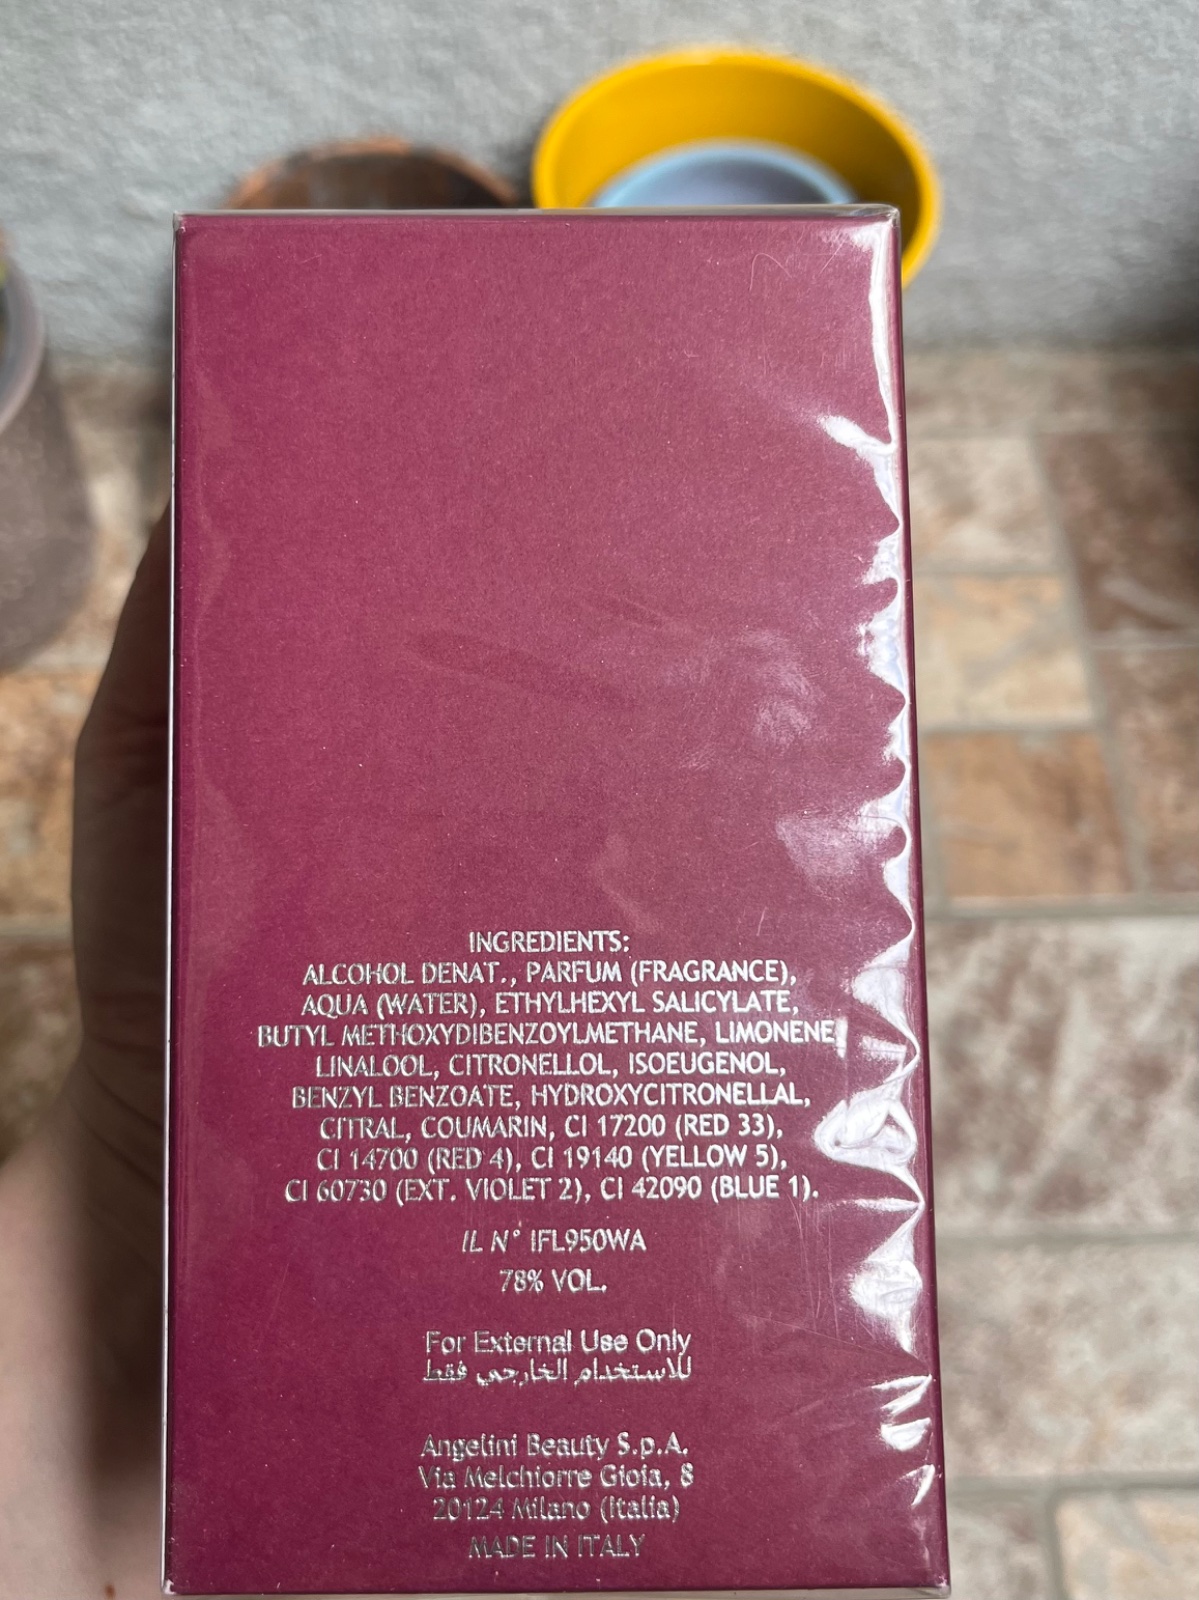 INGREDIENTS:
ALCOHOL DENAT., PARFUM (FRAGRANCE),
AQUA (WATER), ETHYLHEXYL SALICYLATE,
BUTYL METHOXYDIBENZOYLMETHANE, LIMONENE,
LINALOOL, CITRONELLOL, ISOEUGENOL,
BENZYL BENZOATE, HYDROXYCITRONELLAL,
CITRAL, COUMARIN, CI 17200 (RED 33),
CI 14700 (RED 4), CI 19140 (YELLOW 5),
CI 60730 (EXT. VIOLET 2), CI 42090 (BLUE 1).
IL N° IFL950WA
78% VOL.
For External Use Only
للاستخدام الخارجي فقط
Angelini Beauty S.p.A.
Via Melchiorre Gioia, 8
20124 Milano (Italia)
MADE IN ITALY